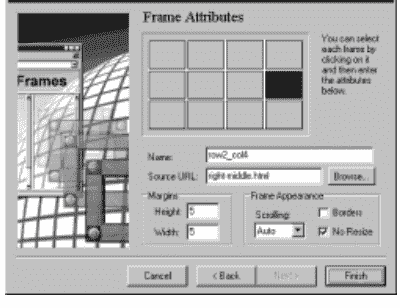 Frame Attributes
You can select
each frame by
clicking on it
and then enter
the attributes
below.
Frames
Name: row2_col4
Source URL: right-middle.html Browse...
Margins
Height: 5
Width: 5
Frame Appearance
Scrolling:
Auto
Borders
No Resize
Cancel
< Back
Next >
Finish